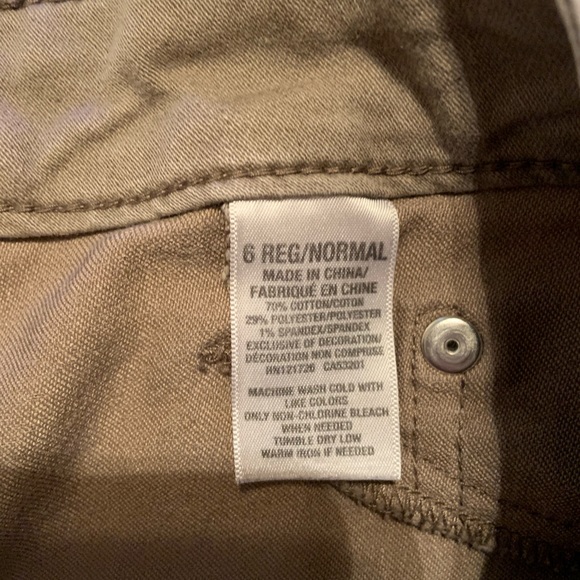 6 REG/NORMAL
MADE IN CHINA/
FABRIQUÉ EN CHINE
70% COTTON/COTON
29% POLYESTER/POLYESTER
1% SPANDEX/SPANDEX
EXCLUSIVE OF DECORATION/
DÉCORATION NON COMPRISE
HN121726 CA53201
MACHINE WASH COLD WITH
LIKE COLORS
ONLY NON-CHLORINE BLEACH
WHEN NEEDED
TUMBLE DRY LOW
WARM IRON IF NEEDED